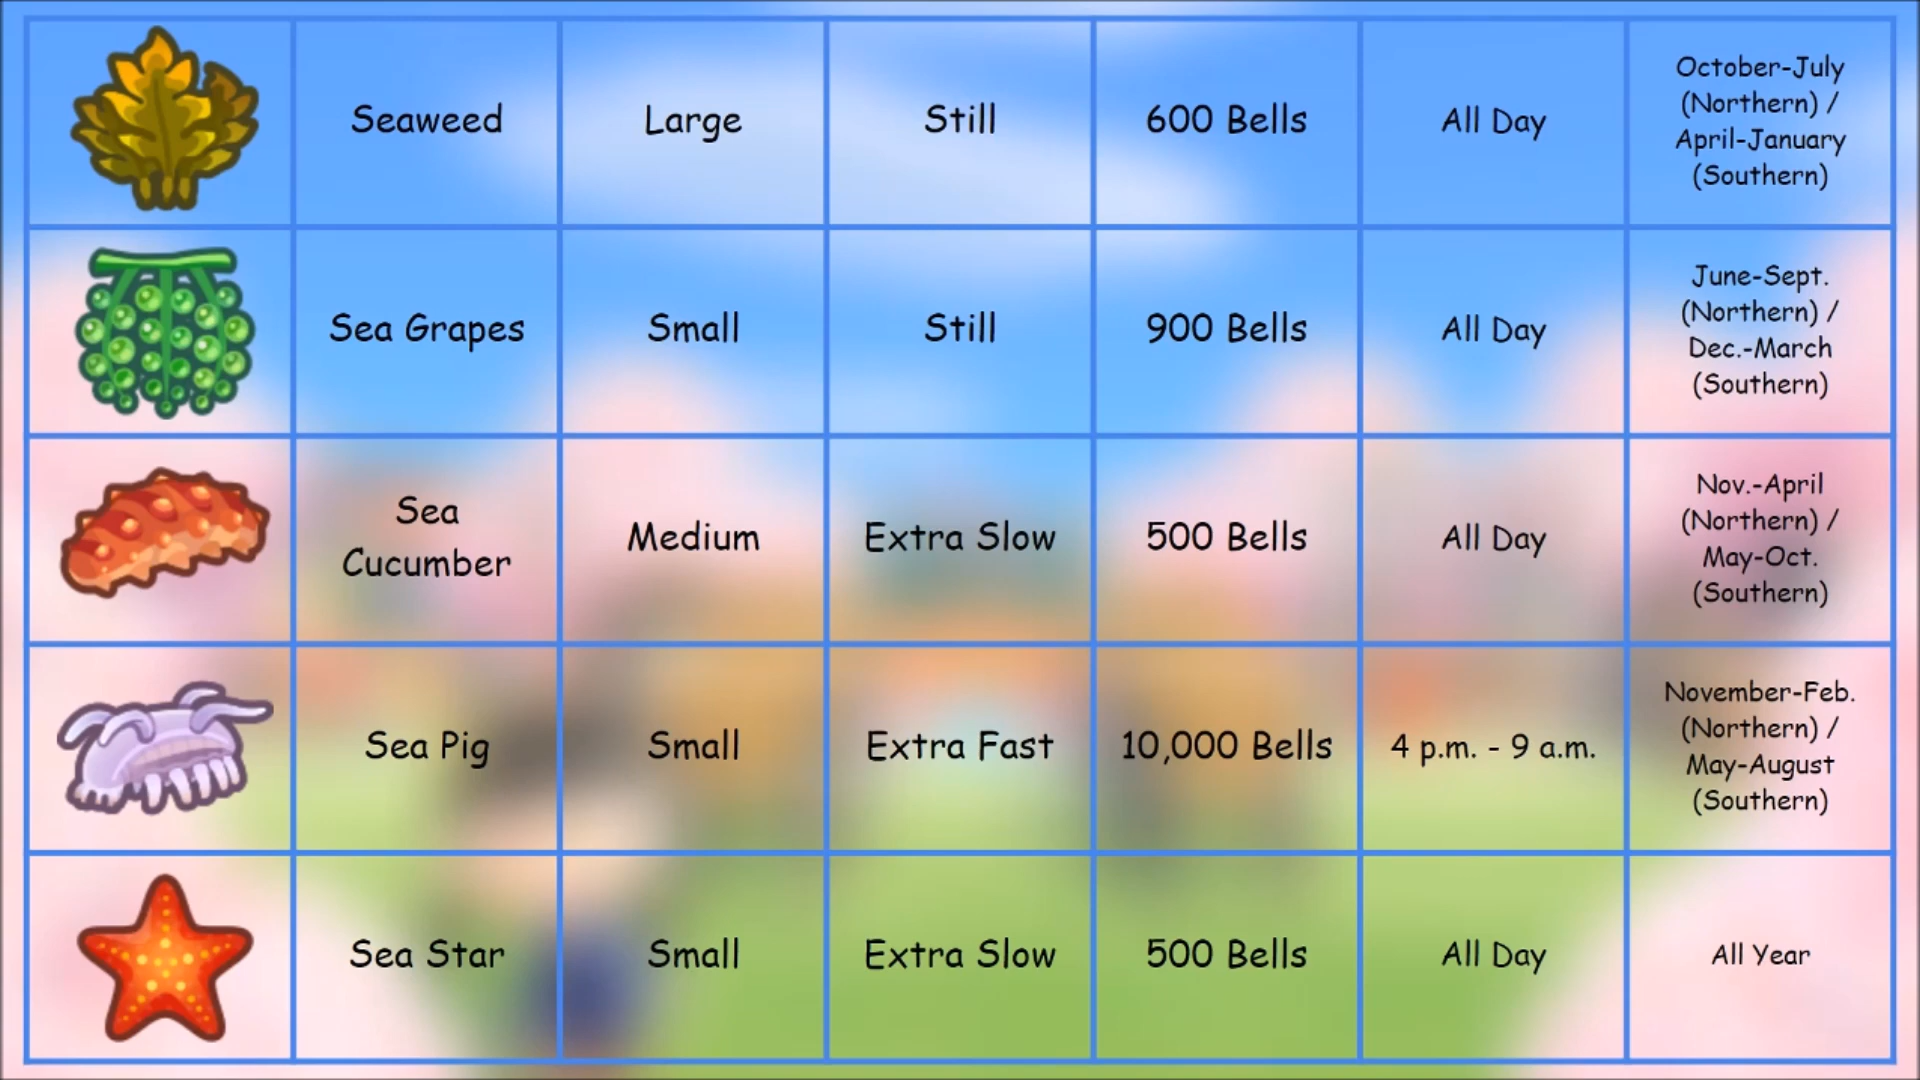 Seaweed
Large
Still
600 Bells
All Day
October-July
(Northern) /
April-January
(Southern)
Sea Grapes
Small
Still
900 Bells
All Day
June-Sept.
(Northern) /
Dec.-March
(Southern)
Sea
Cucumber
Medium
Extra Slow
500 Bells
All Day
Nov.-April
(Northern) /
May-Oct.
(Southern)
Sea Pig
Small
Extra Fast
10,000 Bells
4 p.m. - 9 a.m.
November-Feb.
(Northern) /
May-August
(Southern)
Sea Star
Small
Extra Slow
500 Bells
All Day
All Year